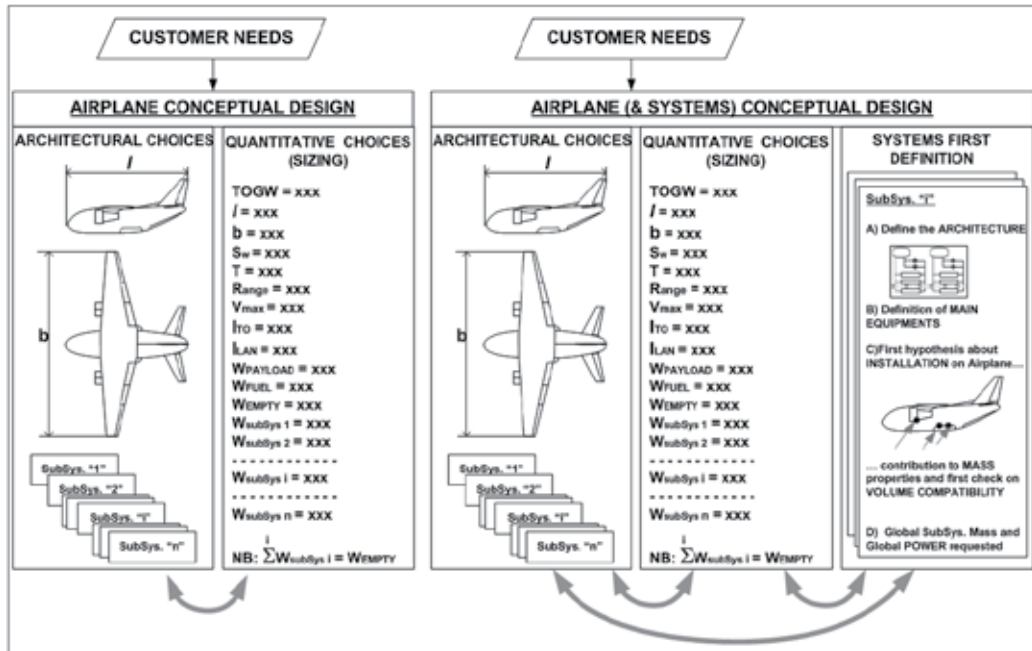 CUSTOMER NEEDS
AIRPLANE CONCEPTUAL DESIGN
ARCHITECTURAL CHOICES
l
b
SubSys. "1"
SubSys. "2"
SubSys. "i"
SubSys. "n"
QUANTITATIVE CHOICES
(SIZING)
TOGW = xxx
l = xxx
b = xxx
Sw = xxx
T = xxx
Range = xxx
Vmax = xxx
lTO = xxx
lLAN = xxx
WPAYLOAD = xxx
WFUEL = xxx
WEMPTY = xxx
WsubSys 1 = xxx
WsubSys 2 = xxx
WsubSys i = xxx
WsubSys n = xxx
i
NB: ΣWsubSys i = WEMPTY
CUSTOMER NEEDS
AIRPLANE (& SYSTEMS) CONCEPTUAL DESIGN
ARCHITECTURAL CHOICES
l
b
SubSys. "1"
SubSys. "2"
SubSys. "i"
SubSys. "n"
QUANTITATIVE CHOICES
(SIZING)
TOGW = xxx
l = xxx
b = xxx
Sw = xxx
T = xxx
Range = xxx
Vmax = xxx
lTO = xxx
lLAN = xxx
WPAYLOAD = xxx
WFUEL = xxx
WEMPTY = xxx
WsubSys 1 = xxx
WsubSys 2 = xxx
WsubSys i = xxx
WsubSys n = xxx
i
NB: ΣWsubSys i = WEMPTY
SYSTEMS FIRST
DEFINITION
SubSys. "i"
A) Define the ARCHITECTURE
B) Definition of MAIN
EQUIPMENTS
C)First hypothesis about
INSTALLATION on Airplane....
.... contribution to MASS
properties and first check on
VOLUME COMPATIBILITY
D) Global SubSys. Mass and
Global POWER requested